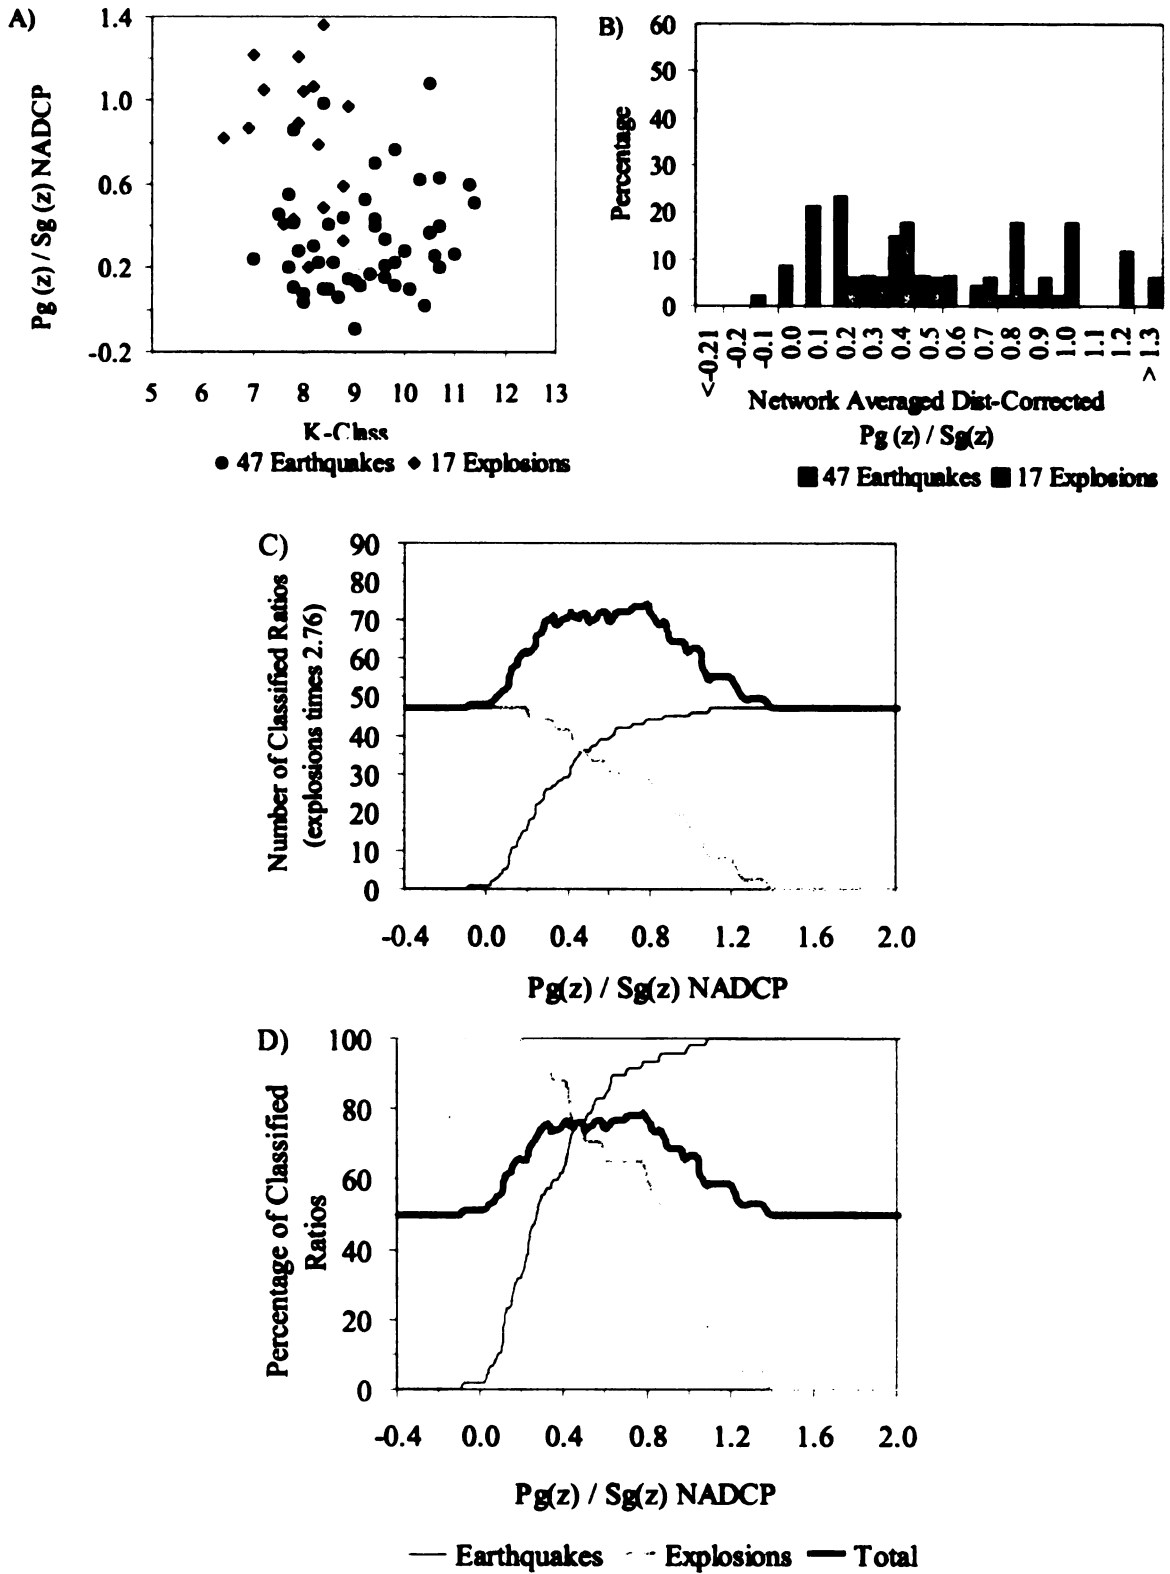 A)
1.4
1.0
0.6
0.2
-0.2
Pg (z) / Sg (z) NADCP
5 6 7 8 9 10 11 12 13
K-Class
● 47 Earthquakes ◆ 17 Explosions
B)
60
50
40
30
20
10
0
Percentage
<-0.21 -0.2 -0.1 0.0 0.1 0.2 0.3 0.4 0.5 0.6 0.7 0.8 0.9 1.0 1.1 1.2 > 1.3
Network Averaged Dist-Corrected
Pg (z) / Sg(z)
■ 47 Earthquakes ■ 17 Explosions
C)
90
80
70
60
50
40
30
20
10
0
Number of Classified Ratios
(explosions times 2.76)
-0.4 0.0 0.4 0.8 1.2 1.6 2.0
Pg(z) / Sg(z) NADCP
D)
100
80
60
40
20
0
Percentage of Classified
Ratios
-0.4 0.0 0.4 0.8 1.2 1.6 2.0
Pg(z) / Sg(z) NADCP
Earthquakes Explosions Total